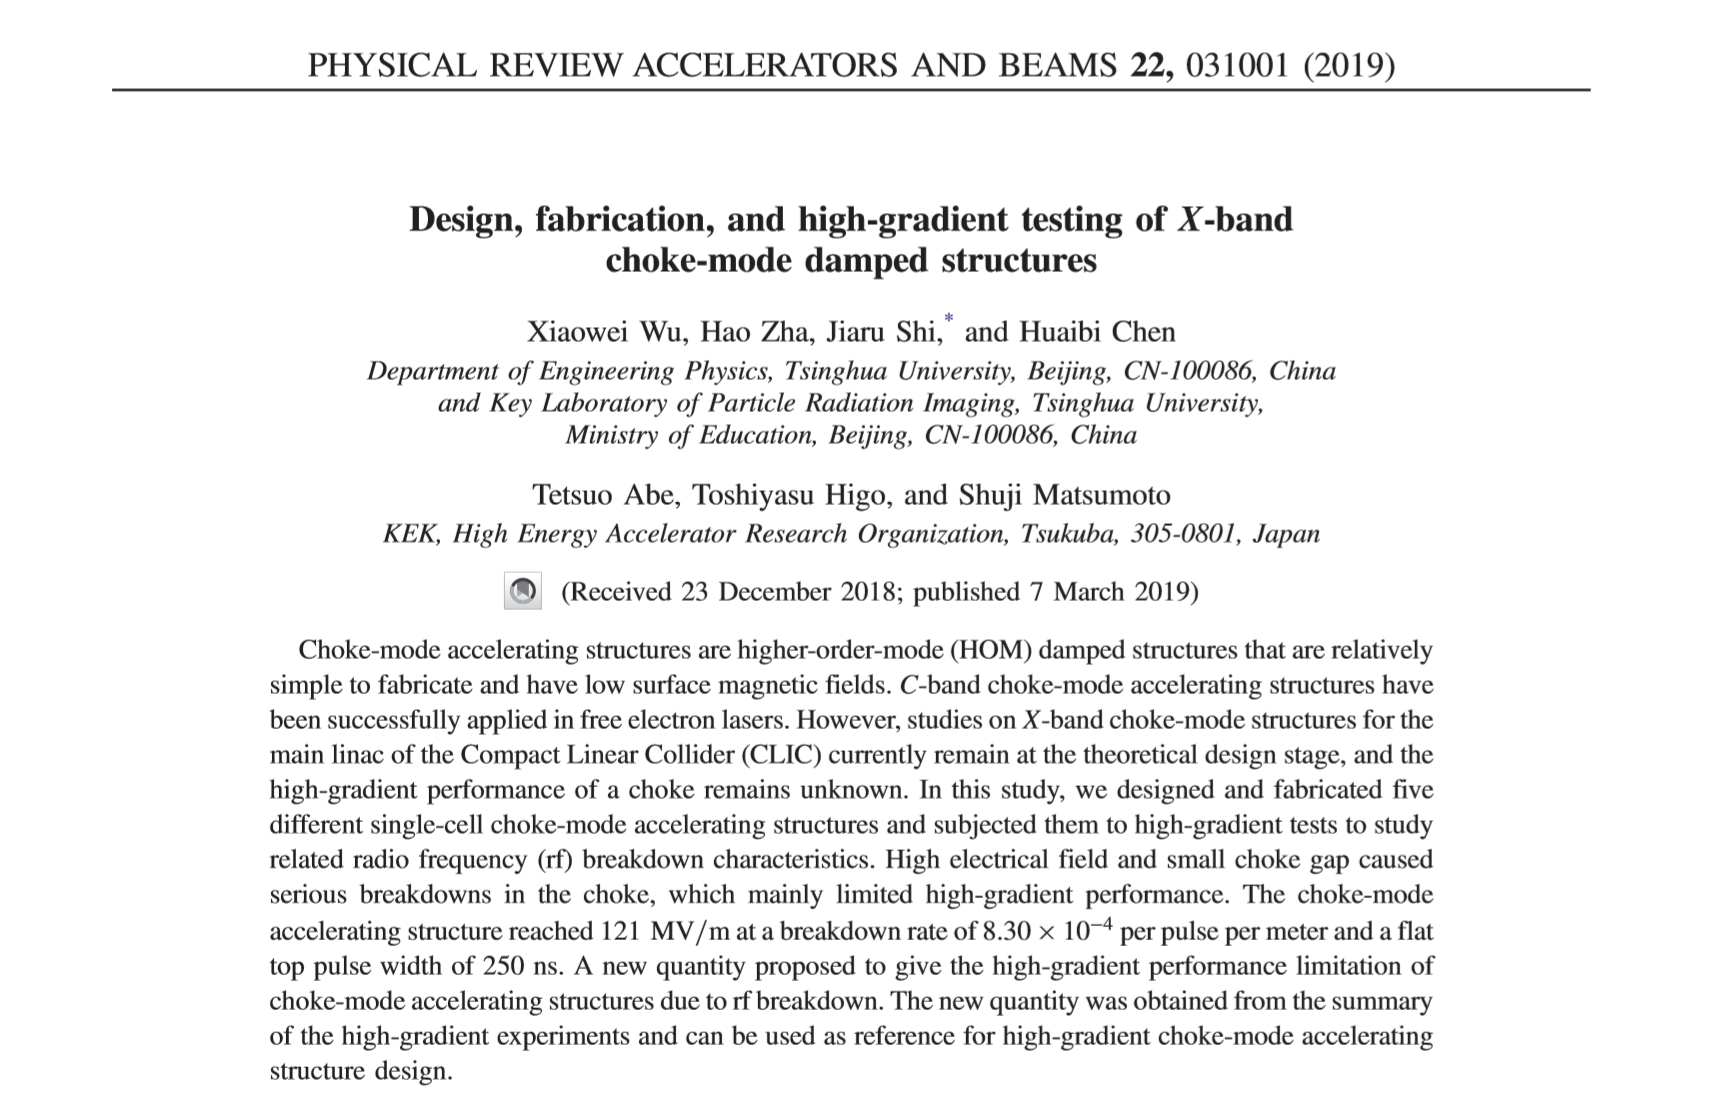 PHYSICAL REVIEW ACCELERATORS AND BEAMS 22, 031001 (2019)
Design, fabrication, and high-gradient testing of X-band
choke-mode damped structures
Xiaowei Wu, Hao Zha, Jiaru Shi,* and Huaibi Chen
Department of Engineering Physics, Tsinghua University, Beijing, CN-100086, China
and Key Laboratory of Particle Radiation Imaging, Tsinghua University,
Ministry of Education, Beijing, CN-100086, China
Tetsuo Abe, Toshiyasu Higo, and Shuji Matsumoto
KEK, High Energy Accelerator Research Organization, Tsukuba, 305-0801, Japan
(Received 23 December 2018; published 7 March 2019)
Choke-mode accelerating structures are higher-order-mode (HOM) damped structures that are relatively
simple to fabricate and have low surface magnetic fields. C-band choke-mode accelerating structures have
been successfully applied in free electron lasers. However, studies on X-band choke-mode structures for the
main linac of the Compact Linear Collider (CLIC) currently remain at the theoretical design stage, and the
high-gradient performance of a choke remains unknown. In this study, we designed and fabricated five
different single-cell choke-mode accelerating structures and subjected them to high-gradient tests to study
related radio frequency (rf) breakdown characteristics. High electrical field and small choke gap caused
serious breakdowns in the choke, which mainly limited high-gradient performance. The choke-mode
accelerating structure reached 121 MV/m at a breakdown rate of 8.30 × 10⁻⁴ per pulse per meter and a flat
top pulse width of 250 ns. A new quantity proposed to give the high-gradient performance limitation of
choke-mode accelerating structures due to rf breakdown. The new quantity was obtained from the summary
of the high-gradient experiments and can be used as reference for high-gradient choke-mode accelerating
structure design.